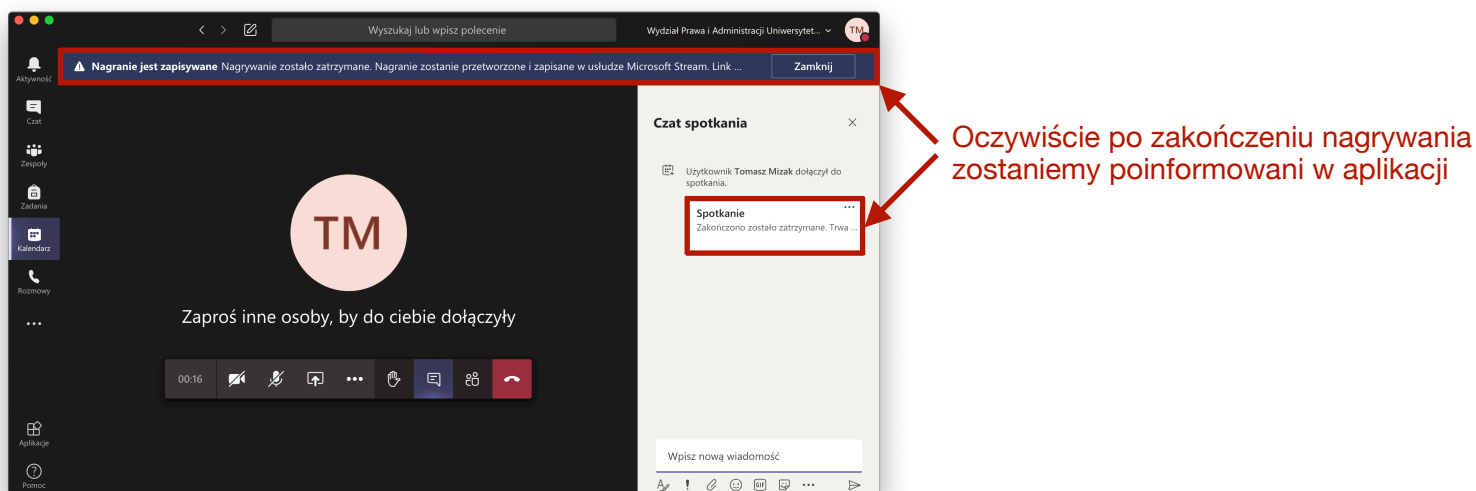 Wyszukaj lub wpisz polecenie
Wydział Prawa i Administracji Uniwersytet...
TM
Nagranie jest zapisywane Nagrywanie zostało zatrzymane. Nagranie zostanie przetworzone i zapisane w usłudze Microsoft Stream. Link ...
Zamknij
Aktywność
Czat
Zespoły
Zadania
Kalendarz
Rozmowy
Aplikacje
Pomoc
TM
Zaproś inne osoby, by do ciebie dołączyły
00:16
Czat spotkania
Użytkownik Tomasz Mizak dołączył do
spotkania.
Spotkanie
Zakończono zostało zatrzymane. Trwa ...
Wpisz nową wiadomość
GIF
Oczywiście po zakończeniu nagrywania
zostaniemy poinformowani w aplikacji